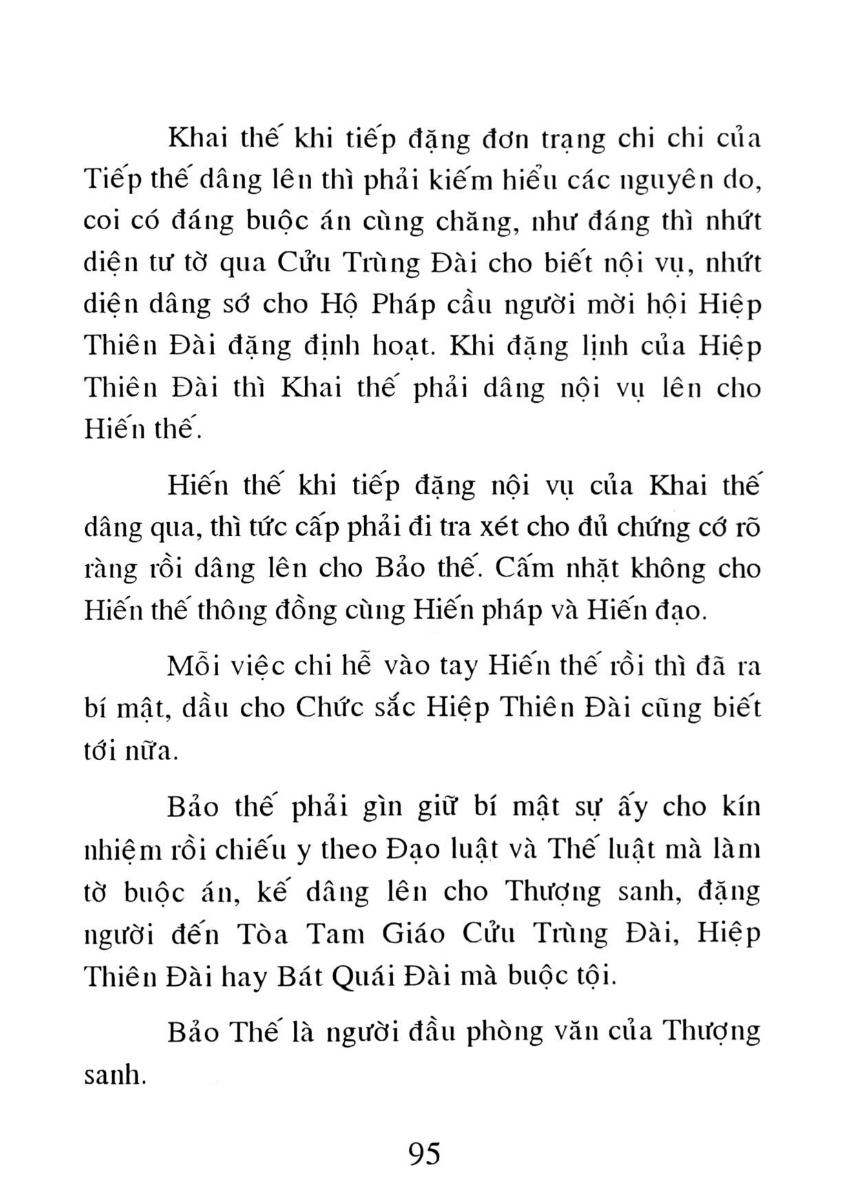 Khai thế khi tiếp đặng đơn trạng chi chi của
Tiếp thế dâng lên thì phải kiếm hiểu các nguyên do,
coi có đáng buộc án cùng chăng, như đáng thì nhứt
diện tư tờ qua Cửu Trùng Đài cho biết nội vụ, nhứt
diện dâng sớ cho Hộ Pháp cầu người mời hội Hiệp
Thiên Đài đặng định hoạt. Khi đặng lịnh của Hiệp
Thiên Đài thì Khai thế phải dâng nội vụ lên cho
Hiến thế.
Hiến thế khi tiếp đặng nội vụ của Khai thế
dâng qua, thì tức cấp phải đi tra xét cho đủ chứng cớ rõ
ràng rồi dâng lên cho Bảo thế. Cấm nhặt không cho
Hiến thế thông đồng cùng Hiến pháp và Hiến đạo.
Mỗi việc chi hễ vào tay Hiến thế rồi thì đã ra
bí mật, dầu cho Chức sắc Hiệp Thiên Đài cũng biết
tới nữa.
Bảo thế phải gìn giữ bí mật sự ấy cho kín
nhiệm rồi chiếu y theo Đạo luật và Thế luật mà làm
tờ buộc án, kế dâng lên cho Thượng sanh, đặng
người đến Tòa Tam Giáo Cửu Trùng Đài, Hiệp
Thiên Đài hay Bát Quái Đài mà buộc tội.
Bảo Thế là người đầu phòng văn của Thượng
sanh.
95